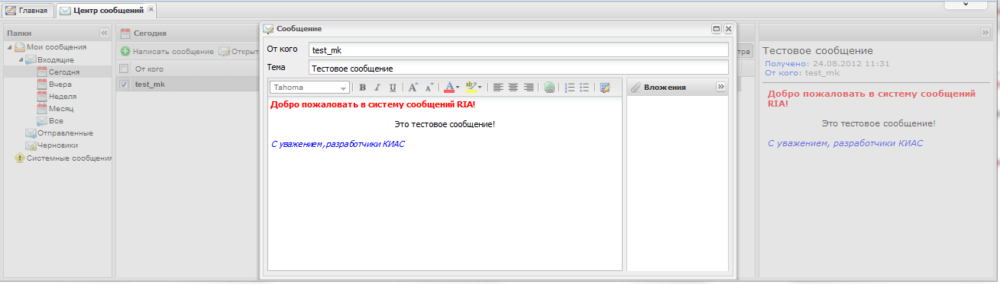 Главная
Центр сообщений
Папки
Мои сообщения
Входящие
Сегодня
Вчера
Неделя
Месяц
Все
Отправленные
Черновики
Системные сообщения
Сегодня
Написать сообщение
От кого
test_mk
Сообщение
От кого
test_mk
Тема
Тестовое сообщение
Tahoma
B I U A A A ab
Добро пожаловать в систему сообщений RIA!
Это тестовое сообщение!
С уважением, разработчики КИАС
Вложения
Тестовое сообщение
Получено: 24.08.2012 11:31
От кого: test_mk
Добро пожаловать в систему сообщений
RIA!
Это тестовое сообщение!
С уважением, разработчики КИАС